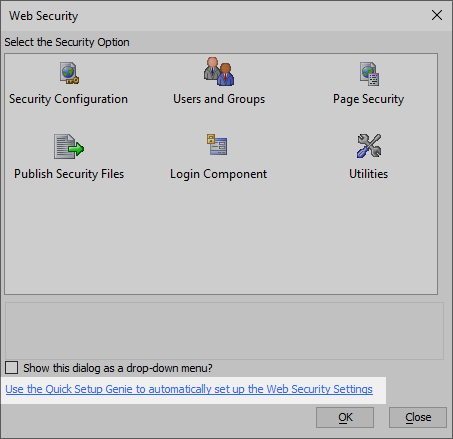 Web Security
Select the Security Option
Security Configuration
Users and Groups
Page Security
Publish Security Files
Login Component
Utilities
Show this dialog as a drop-down menu?
Use the Quick Setup Genie to automatically set up the Web Security Settings
OK
Close